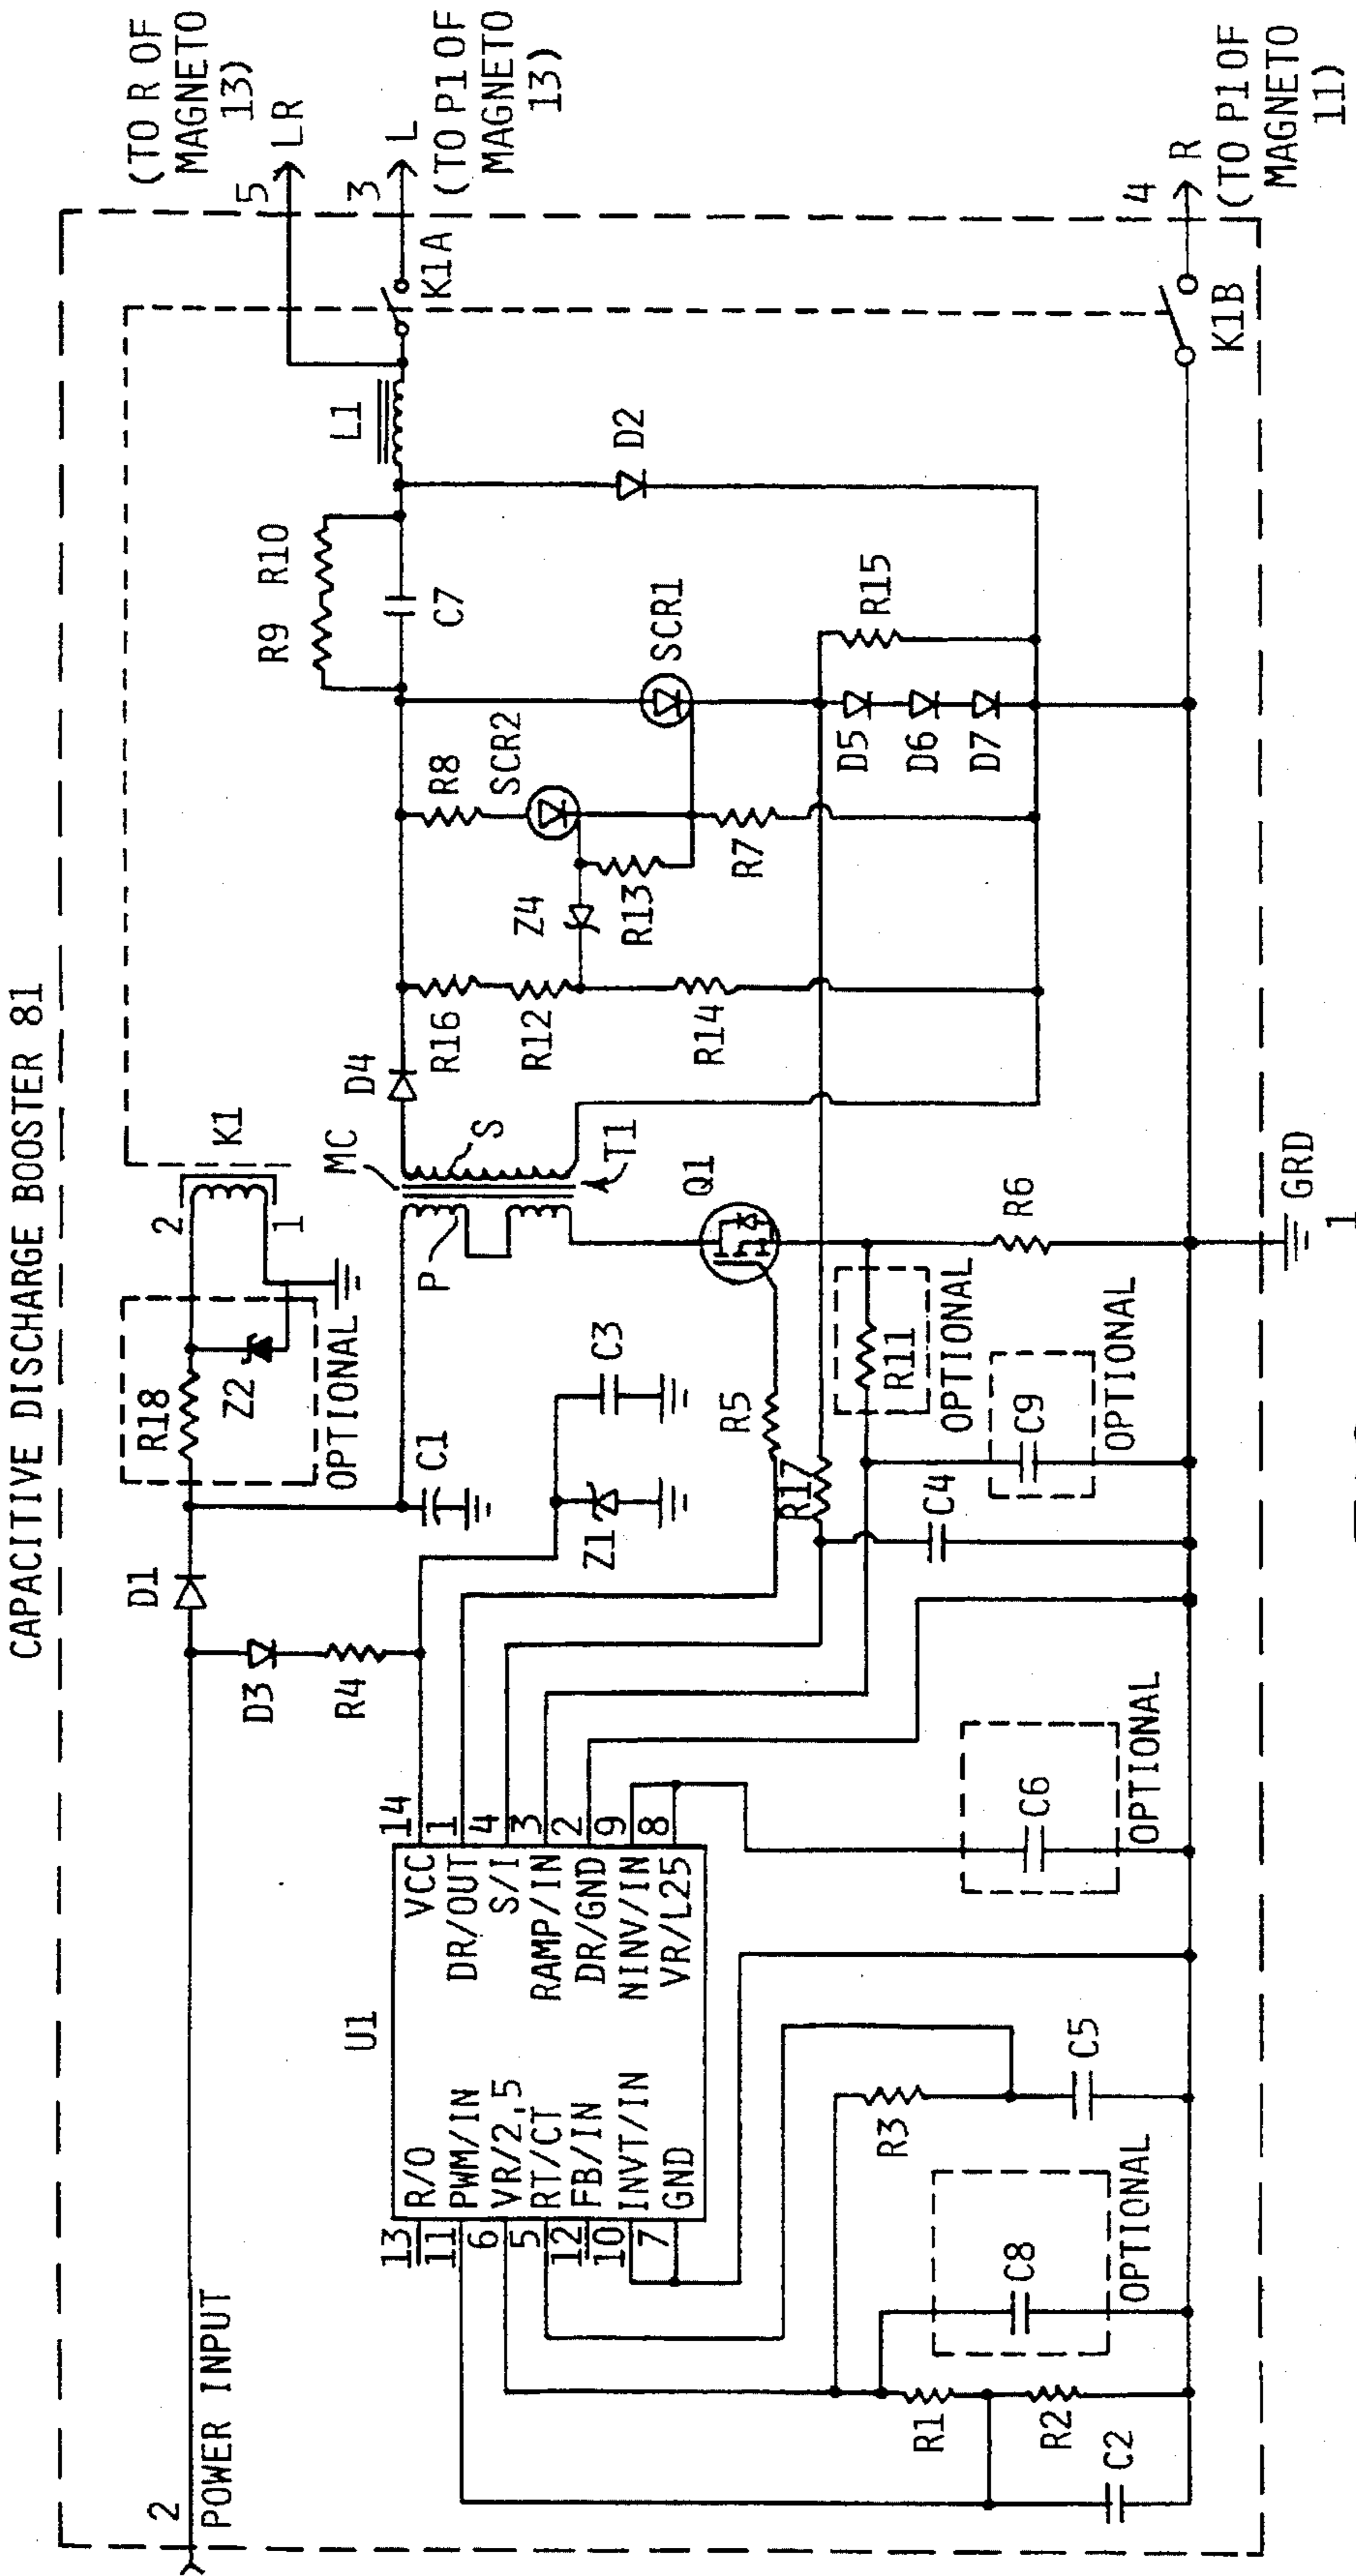 CAPACITIVE DISCHARGE BOOSTER 81
(TO R OF
MAGNETO
13)
5
LR
3
L
(TO P1 OF
MAGNETO
13)
4
R
(TO P1 OF
MAGNETO
11)
2
POWER INPUT
D1
D3
R4
R18
Z2
OPTIONAL
2
1
K1
C1
Z1
C3
MC
P
S
T1
D4
R16
R12
R14
Z4
R13
R8
SCR2
R7
SCR1
R9 R10
C7
L1
D2
K1A
K1B
D5
D6
D7
R15
Q1
R5
R17
R11
OPTIONAL
R6
C4
C9
OPTIONAL
GRD
1
U1
13
R/O
11
PWM/IN
6
VR/2.5
5
RT/CT
12
FB/IN
10
INVT/IN
7
GND
VCC
14
DR/OUT
1
S/I
4
RAMP/IN
3
DR/GND
2
NINV/IN
9
VR/L25
8
C6
OPTIONAL
R3
C5
C8
OPTIONAL
R1
R2
C2